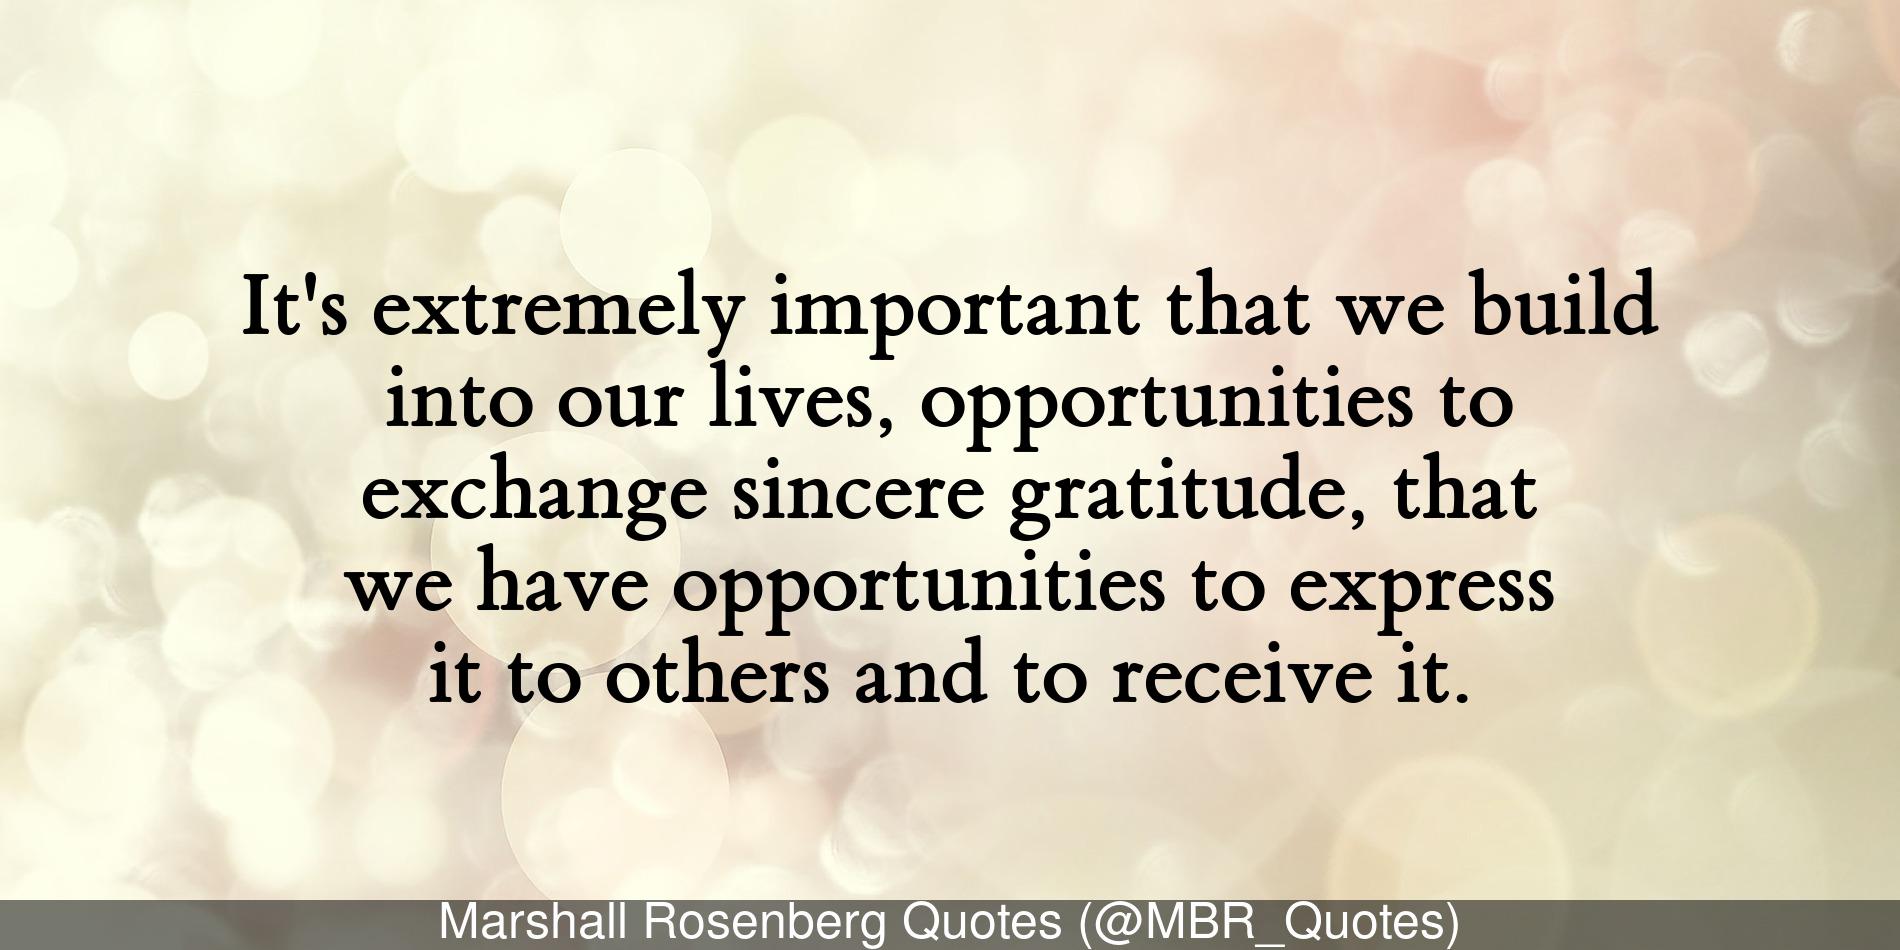 It's extremely important that we build
into our lives, opportunities to
exchange sincere gratitude, that
we have opportunities to express
it to others and to receive it.
Marshall Rosenberg Quotes (@MBR_Quotes)